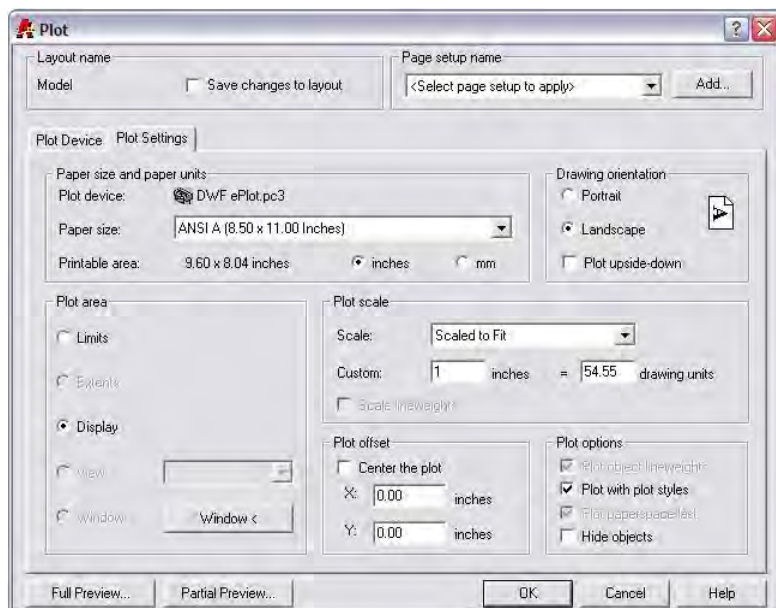 Plot
Layout name
Model
Save changes to layout
Page setup name
<Select page setup to apply>
Add...
Plot Device
Plot Settings
Paper size and paper units
Plot device:
DWF ePlot.pc3
Paper size:
ANSI A (8.50 x 11.00 Inches)
Printable area:
9.60 x 8.04 inches
inches
mm
Drawing orientation
Portrait
Landscape
Plot upside-down
A
Plot area
Limits
Extents
Display
View
Window
Window <
Plot scale
Scale:
Scaled to Fit
Custom:
1
inches
=
54.55
drawing units
Scale lineweights
Plot offset
Center the plot
X:
0.00
inches
Y:
0.00
inches
Plot options
Plot object lineweights
Plot with plot styles
Plot paperspace last
Hide objects
Full Preview...
Partial Preview...
OK
Cancel
Help